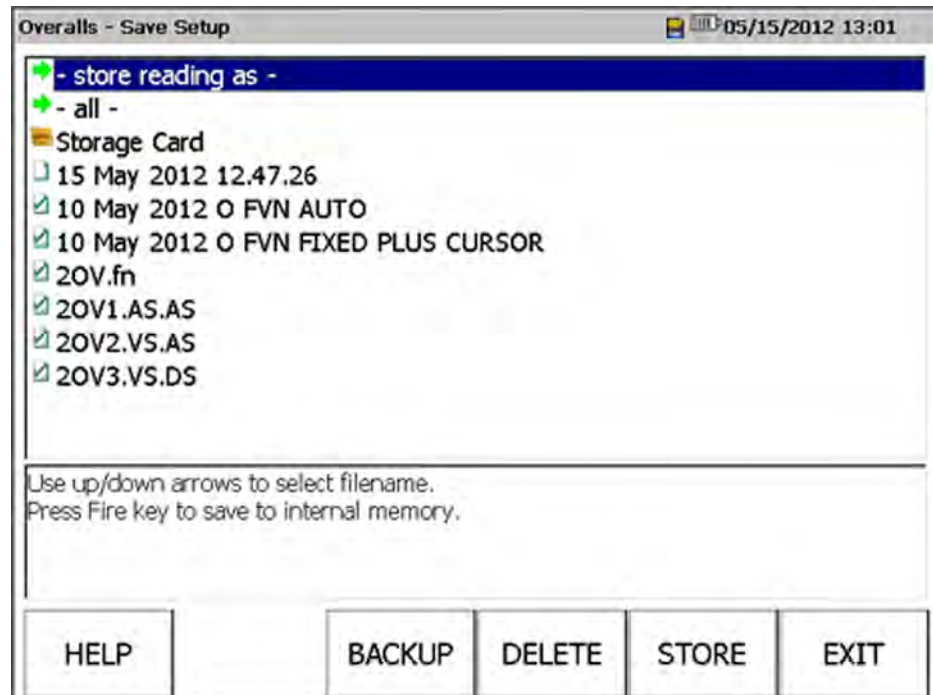 Overalls - Save Setup 05/15/2012 13:01
- store reading as -
- all -
Storage Card
15 May 2012 12.47.26
10 May 2012 O FVN AUTO
10 May 2012 O FVN FIXED PLUS CURSOR
2OV.fn
2OV1.AS.AS
2OV2.VS.AS
2OV3.VS.DS
Use up/down arrows to select filename.
Press Fire key to save to internal memory.
HELP BACKUP DELETE STORE EXIT